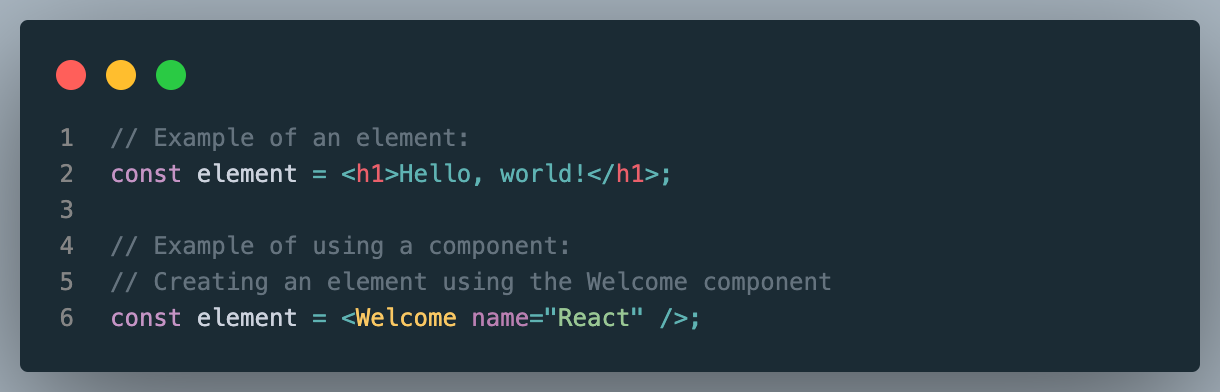 1 // Example of an element:
2 const element = <h1>Hello, world!</h1>;
3
4 // Example of using a component:
5 // Creating an element using the Welcome component
6 const element = <Welcome name="React" />;